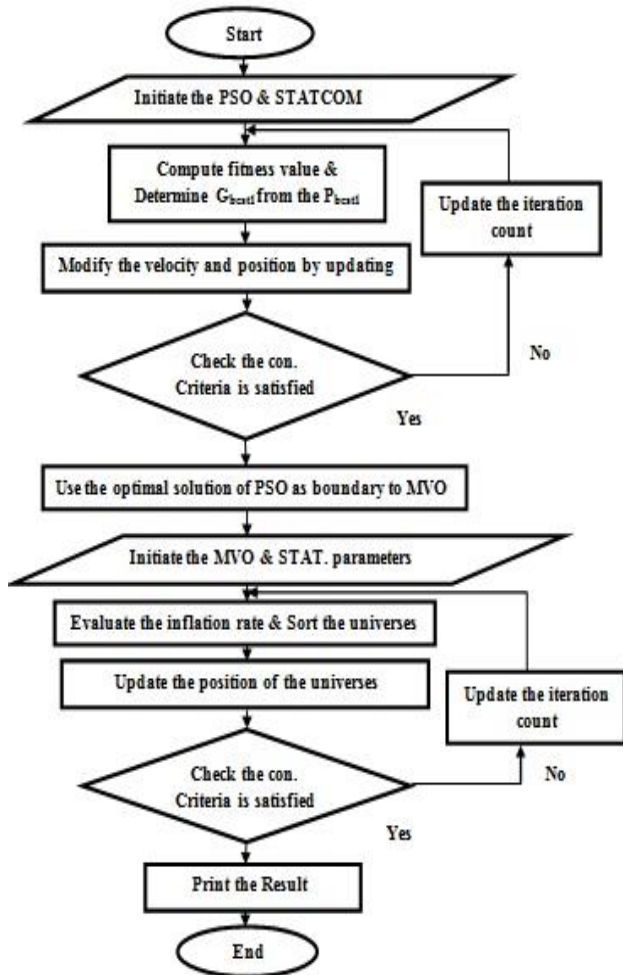 Start
Initiate the PSO & STATCOM
Compute fitness value &
Determine Gbest1 from the Pbest1
Update the iteration
count
Modify the velocity and position by updating
No
Check the con.
Criteria is satisfied
Yes
Use the optimal solution of PSO as boundary to MVO
Initiate the MVO & STAT. parameters
Evaluate the inflation rate & Sort the universes
Update the position of the universes
Update the iteration
count
Check the con.
Criteria is satisfied
No
Yes
Print the Result
End